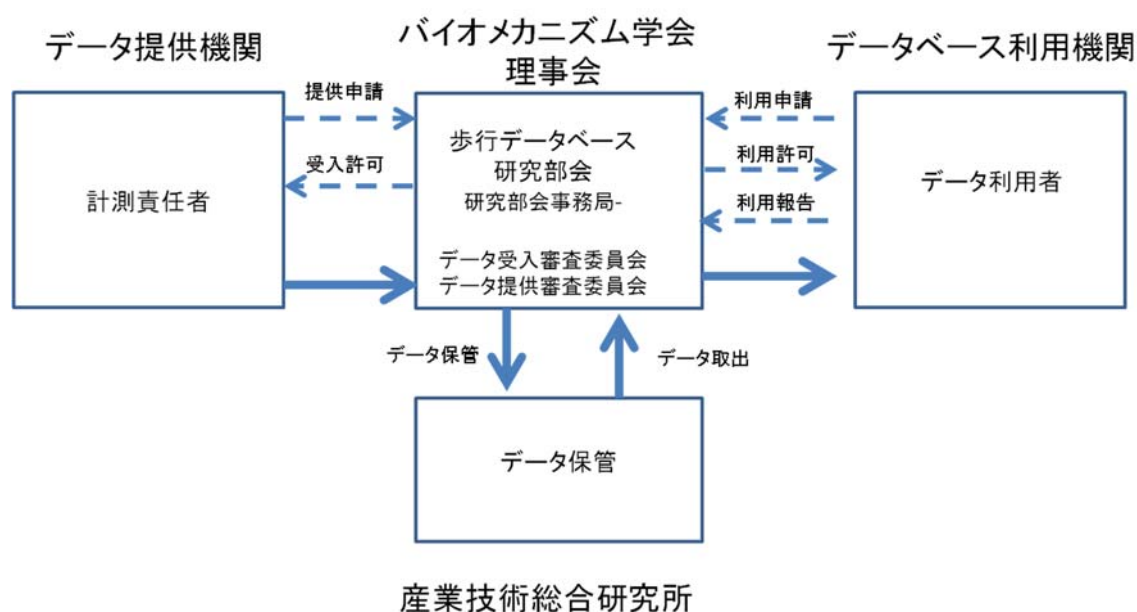 データ提供機関
バイオメカニズム学会
理事会
データベース利用機関
提供申請
受入許可
計測責任者
歩行データベース
研究部会
研究部会事務局-
データ受入審査委員会
データ提供審査委員会
利用申請
利用許可
利用報告
データ利用者
データ保管
データ取出
データ保管
産業技術総合研究所